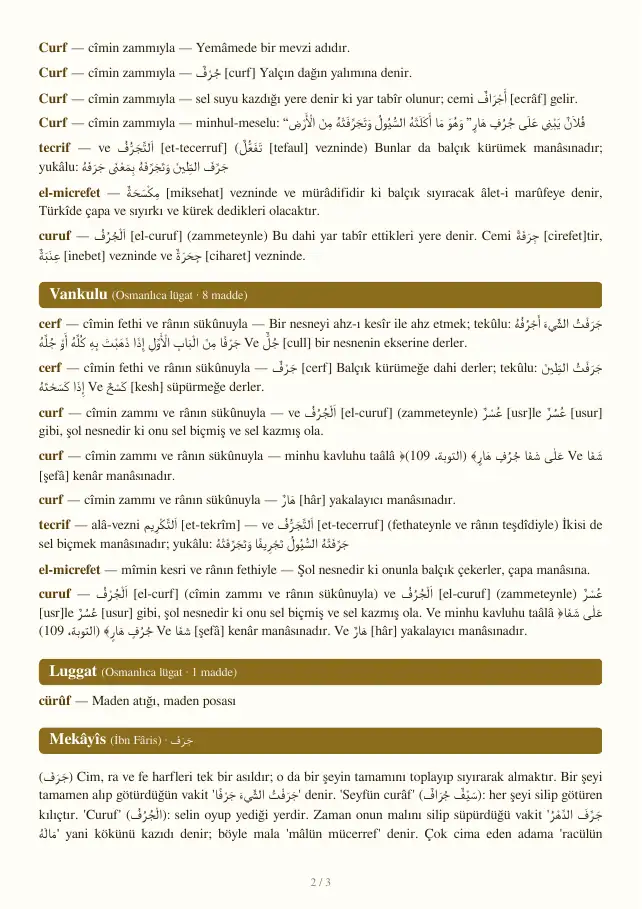 Curf — cîmin zammıyla — Yemâmede bir mevzi adıdır.
Curf — cîmin zammıyla — جُرْفٌ [curf] Yalçın dağın yalımına denir.
Curf — cîmin zammıyla — sel suyu kazdığı yere denir ki yar tabîr olunur; cemi أَجْرَافٌ [ecrâf] gelir.
Curf — cîmin zammıyla — minhul-meselu: “فُلَانٌ يَبْنِي عَلَى جُرُفٍ هَارٍ” وَهُوَ مَا أَكَلَتْهُ السُّيُولُ وَتَجَرَّفَتْهُ مِنَ الْأَرْضِ
tecrif — ve اَلتَّجَرُّفُ [et-tecerruf] (تَفَعُّلٌ [tefaul] vezninde) Bunlar da balçık kürümek manâsınadır;
yukâlu: جَرَّفَ الطِّينَ وَتَجَرَّفَهُ بِمَعْنَى جَرَفَهُ
el-micrefet — مِكْسَحَةٌ [miksehat] vezninde ve mürâdifidir ki balçık sıyıracak âlet-i marûfeye denir,
Türkîde çapa ve sıyırkı ve kürek dedikleri olacaktır.
curuf — اَلْجُرُفُ [el-curuf] (zammeteynle) Bu dahi yar tabîr ettikleri yere denir. Cemi جِرَفَةٌ [cirefet]tir,
عِنَبَةٌ [inebet] vezninde ve جِحَرَةٌ [ciharet] vezninde.
Vankulu (Osmanlıca lügat · 8 madde)
cerf — cîmin fethi ve rânın sükûnuyla — Bir nesneyi ahz-ı kesîr ile ahz etmek; tekûlu: جَرَفْتُ الشَّيءَ أَجْرُفُهُ
جَرْفًا مِنَ الْبَابِ الْأَوَّلِ إِذَا ذَهَبْتَ بِهِ كُلِّهُ أَوْ جُلِّهُ Ve جُلٌّ [cull] bir nesnenin ekserine derler.
cerf — cîmin fethi ve rânın sükûnuyla — جَرْفٌ [cerf] Balçık kürümeğe dahi derler; tekûlu: جَرَفْتُ الطِّينَ
إِذَا كَسَحْتَهُ Ve كَسْحٌ [kesh] süpürmeğe derler.
curf — cîmin zammı ve rânın sükûnuyla — ve اَلْجُرُفُ [el-curuf] (zammeteynle) عُسْرٌ [usr]le عُسُرٌ [usur]
gibi, şol nesnedir ki onu sel biçmiş ve sel kazmış ola.
curf — cîmin zammı ve rânın sükûnuyla — minhu kavluhu taâlâ ﴿عَلَى شَفَا جُرُفٍ هَارٍ﴾ (التوبة، 109) Ve شَفَا
[şefâ] kenâr manâsınadır.
curf — cîmin zammı ve rânın sükûnuyla — هَارٌ [hâr] yakalayıcı manâsınadır.
tecrif — alâ-vezni اَلتَّكْرِيمِ [et-tekrîm] — ve اَلتَّجَرُّفُ [et-tecerruf] (fethateynle ve rânın teşdîdiyle) İkisi de
sel biçmek manâsınadır; yukâlu: جَرَّفَتْهُ السُّيُولُ تَجْرِيفًا وَتَجَرَّفَتْهُ
el-micrefet — mîmin kesri ve rânın fethiyle — Şol nesnedir ki onunla balçık çekerler, çapa manâsına.
curuf — اَلْجُرْفُ [el-curf] (cîmin zammı ve rânın sükûnuyla) ve اَلْجُرُفُ [el-curuf] (zammeteynle) عُسْرٌ
[usr]le عُسُرٌ [usur] gibi, şol nesnedir ki onu sel biçmiş ve sel kazmış ola. Ve minhu kavluhu taâlâ ﴿عَلَى شَفَا
جُرُفٍ هَارٍ﴾ (التوبة، 109) Ve شَفَا [şefâ] kenâr manâsınadır. Ve هَارٌ [hâr] yakalayıcı manâsınadır.
Luggat (Osmanlıca lügat · 1 madde)
cürûf — Maden atığı, maden posası
Mekâyîs (İbn Fâris) · جَرَفَ
(جَرَفَ) Cim, ra ve fe harfleri tek bir asıldır; o da bir şeyin tamamını toplayıp sıyırarak almaktır. Bir şeyi
tamamen alıp götürdüğün vakit 'جَرَفْتُ الشَّيءَ جَرْفًا' denir. 'Seyfün curâf' (سَيْفٌ جُرَافٌ): her şeyi silip götüren
kılıçtır. 'Curuf' (الْجُرُفُ): selin oyup yediği yerdir. Zaman onun malını silip süpürdüğü vakit 'جَرَّفَ الدَّهْرُ
مَالَهُ' yani kökünü kazıdı denir; böyle mala 'mâlün mücerref' denir. Çok cima eden adama 'racülün
2 / 3